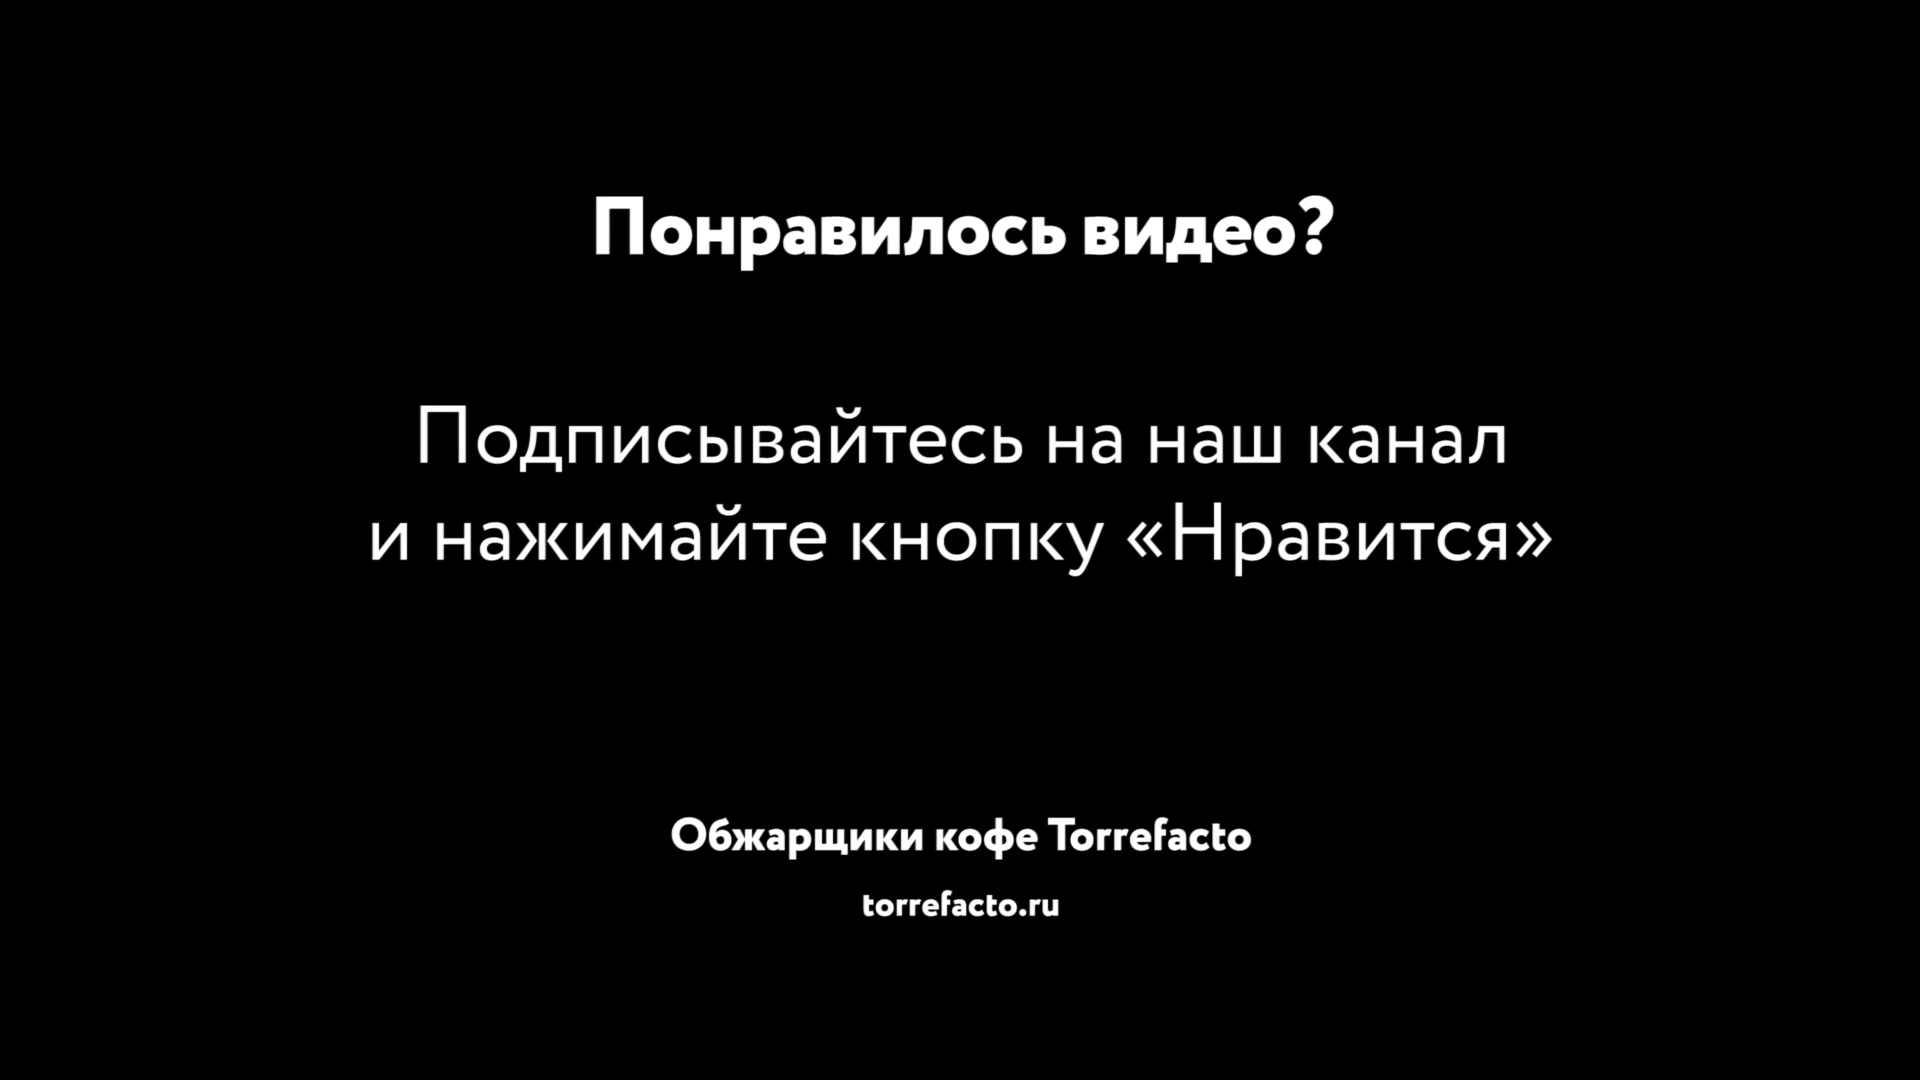 Понравилось видео?
Подписывайтесь на наш канал
и нажимайте кнопку «Нравится»
Обжарщики кофе Torrefacto
torrefacto.ru